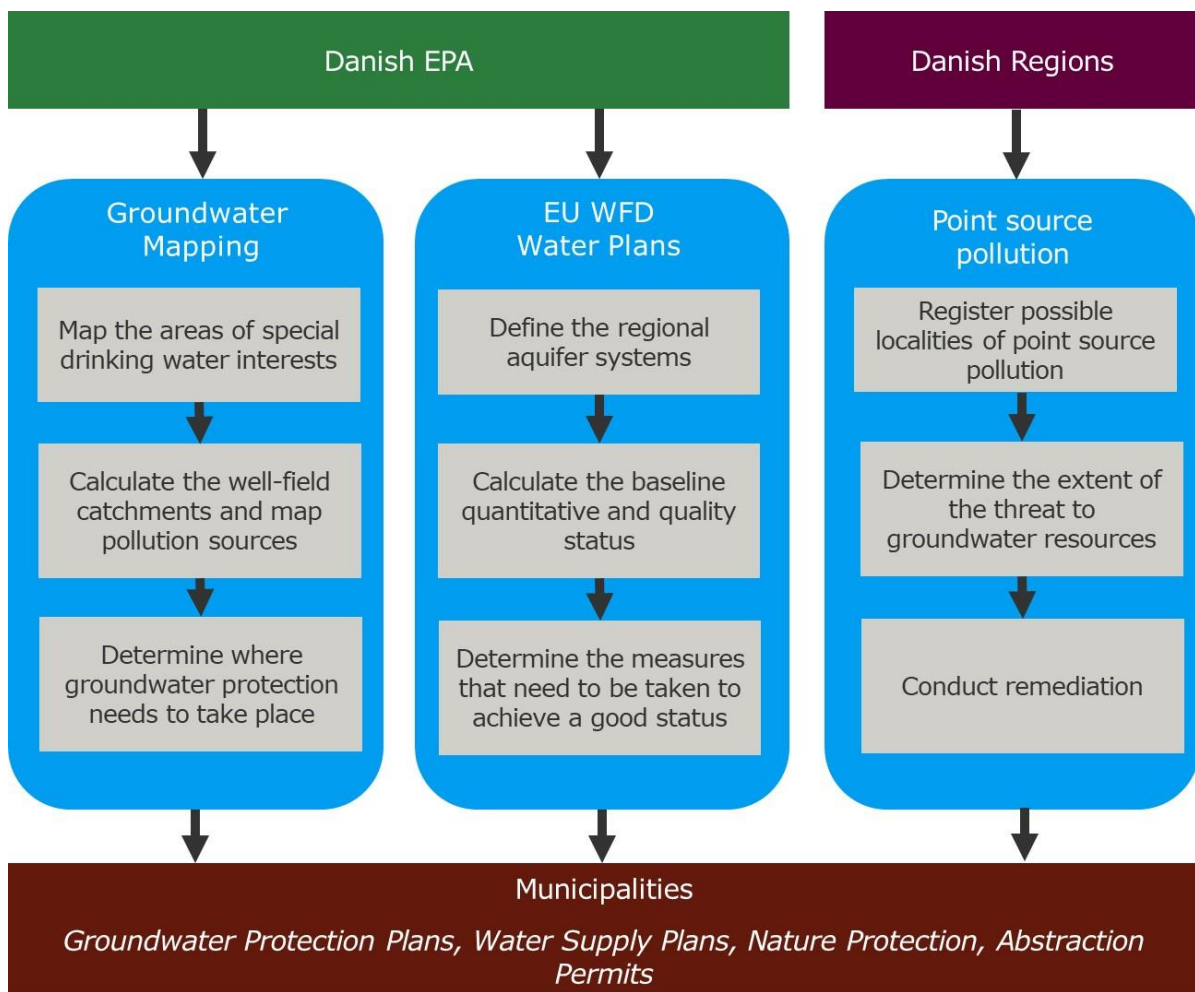 Danish EPA
Danish Regions
Groundwater
Mapping
Map the areas of special
drinking water interests
Calculate the well-field
catchments and map
pollution sources
Determine where
groundwater protection
needs to take place
EU WFD
Water Plans
Define the regional
aquifer systems
Calculate the baseline
quantitative and quality
status
Determine the measures
that need to be taken to
achieve a good status
Point source
pollution
Register possible
localities of point source
pollution
Determine the extent of
the threat to
groundwater resources
Conduct remediation
Municipalities
Groundwater Protection Plans, Water Supply Plans, Nature Protection, Abstraction
Permits